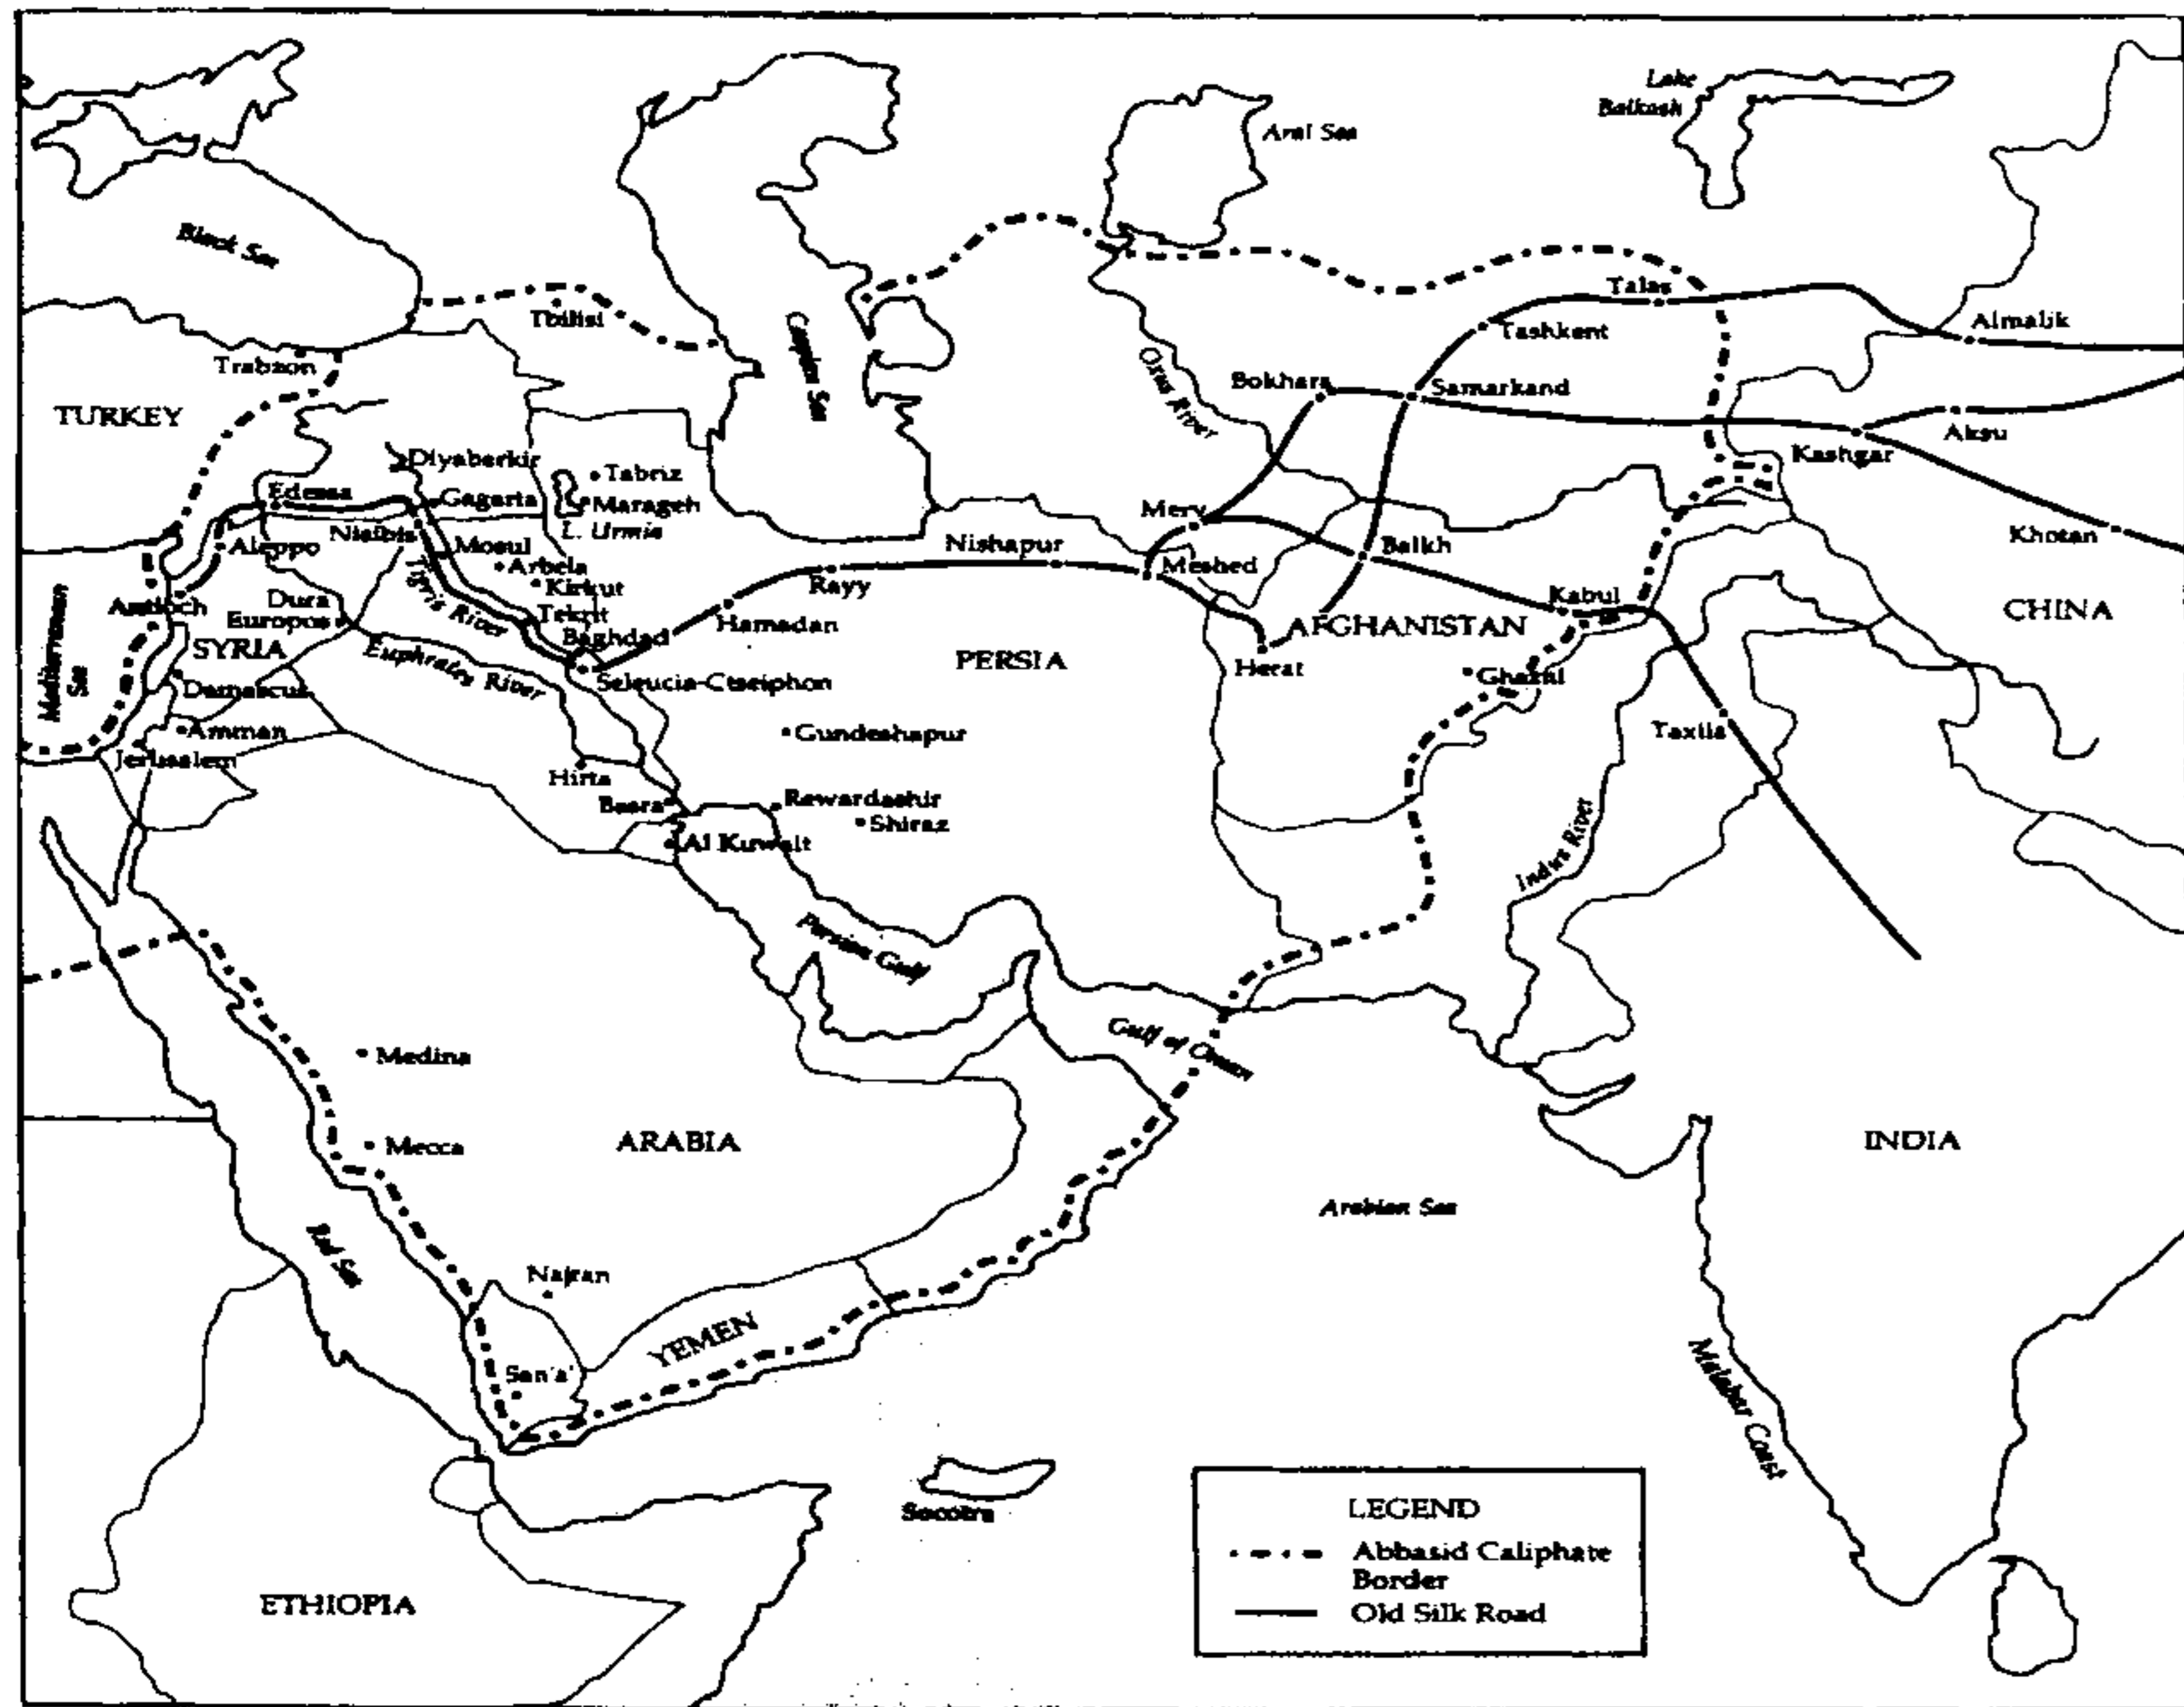 Lake
Balkash
Aral Sea
Black Sea
Talas
Tbilisi
Caspian Sea
Tashkent
Almalik
Trabzon
Oxus River
Bokhara
Samarkand
TURKEY
Aksu
Kashgar
Diyaberkir
Tabriz
Edessa
Gagarta
Marageh
L. Urmia
Merv
Nisibis
Mosul
Aleppo
Nishapur
Balkh
Khotan
Arbela
Meshed
Kirkut
Rayy
Tigris River
Antioch
Dura
Europos
Tekrit
Kabul
CHINA
Mediterranean
Sea
Hamadan
AFGHANISTAN
Baghdad
SYRIA
Euphrates River
PERSIA
Herat
Ghazni
Seleucia-Ctseiphon
Damascus
Amman
Gundeshapur
Taxila
Jerusalem
Hirta
Basra
Rewardashir
Shiraz
Al Kuwait
Indus River
Persian Gulf
Gulf of Oman
Medina
Mecca
ARABIA
INDIA
Arabian Sea
Red Sea
Najran
YEMEN
San'a'
Malabar Coast
Socotra
LEGEND
Abbasid Caliphate
Border
Old Silk Road
ETHIOPIA